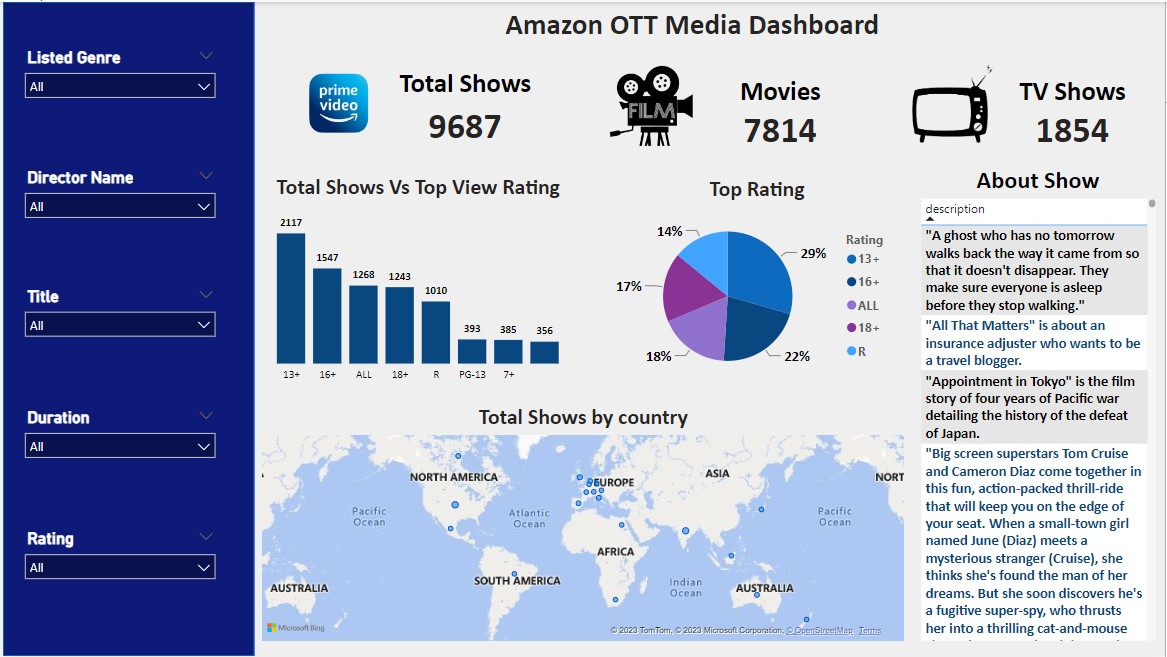 Amazon OTT Media Dashboard
Listed Genre
All
Director Name
All
Title
All
Duration
All
Rating
All
prime
video
Total Shows
9687
FILM
Movies
7814
TV Shows
1854
Total Shows Vs Top View Rating
2117
1547
1268
1243
1010
393
385
356
13+
16+
ALL
18+
R
PG-13
7+
Top Rating
14%
29%
17%
18%
22%
Rating
13+
16+
ALL
18+
R
About Show
description
"A ghost who has no tomorrow
walks back the way it came from so
that it doesn't disappear. They
make sure everyone is asleep
before they stop walking."
"All That Matters" is about an
insurance adjuster who wants to be
a travel blogger.
"Appointment in Tokyo" is the film
story of four years of Pacific war
detailing the history of the defeat
of Japan.
"Big screen superstars Tom Cruise
and Cameron Diaz come together in
this fun, action-packed thrill-ride
that will keep you on the edge of
your seat. When a small-town girl
named June (Diaz) meets a
mysterious stranger (Cruise), she
thinks she's found the man of her
dreams. But she soon discovers he's
a fugitive super-spy, who thrusts
her into a thrilling cat-and-mouse
Total Shows by country
NORTH AMERICA
EUROPE
ASIA
NORT
Pacific
Ocean
Atlantic
Ocean
Pacific
Ocean
AFRICA
SOUTH AMERICA
Indian
Ocean
AUSTRALIA
AUSTRALIA
Microsoft Bing
© 2023 TomTom, © 2023 Microsoft Corporation, © OpenStreetMap Terms